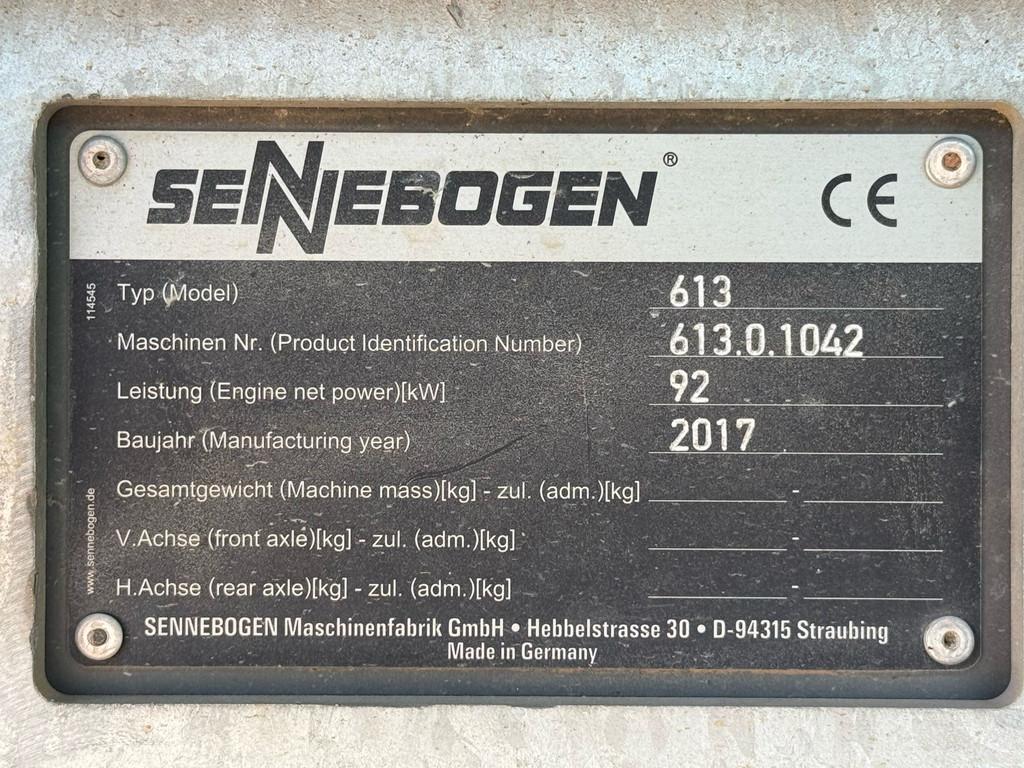 SENNEBOGEN®
CE
114545
Typ (Model) 613
Maschinen Nr. (Product Identification Number) 613.0.1042
Leistung (Engine net power)[kW] 92
Baujahr (Manufacturing year) 2017
Gesamtgewicht (Machine mass)[kg] - zul. (adm.)[kg] -
V.Achse (front axle)[kg] - zul. (adm.)[kg] -
H.Achse (rear axle)[kg] - zul. (adm.)[kg] -
www.sennebogen.de
SENNEBOGEN Maschinenfabrik GmbH • Hebbelstrasse 30 • D-94315 Straubing
Made in Germany